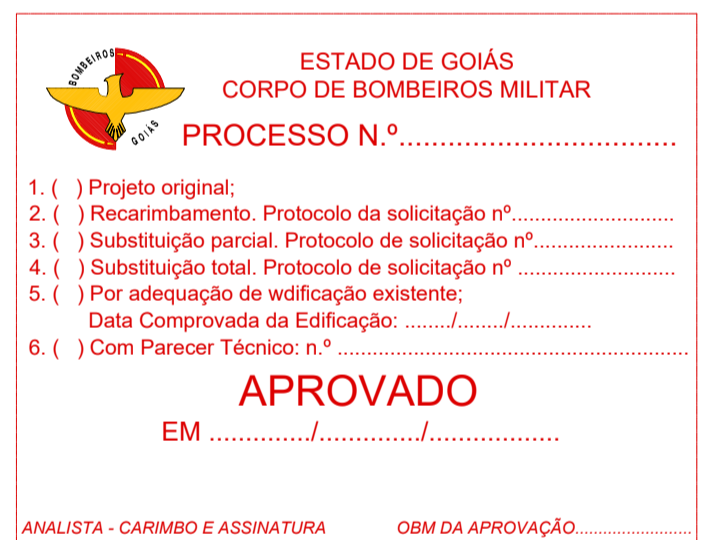 BOMBEIROS
GOIÁS
ESTADO DE GOIÁS
CORPO DE BOMBEIROS MILITAR
PROCESSO N.º..................................
1. (   ) Projeto original;
2. (   ) Recarimbamento. Protocolo da solicitação nº............................
3. (   ) Substituição parcial. Protocolo de solicitação nº........................
4. (   ) Substituição total. Protocolo de solicitação nº ...........................
5. (   ) Por adequação de wdificação existente;
Data Comprovada da Edificação: ......../......../..............
6. (   ) Com Parecer Técnico: n.º .............................................................
APROVADO
EM ............../............../..................
ANALISTA - CARIMBO E ASSINATURA
OBM DA APROVAÇÃO.........................